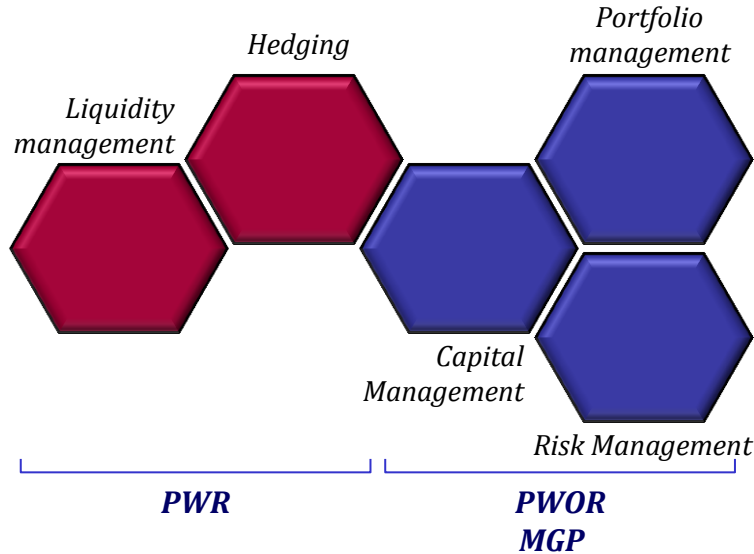 Portfolio
management
Hedging
Liquidity
management
Capital
Management
Risk Management
PWR
PWOR
MGP